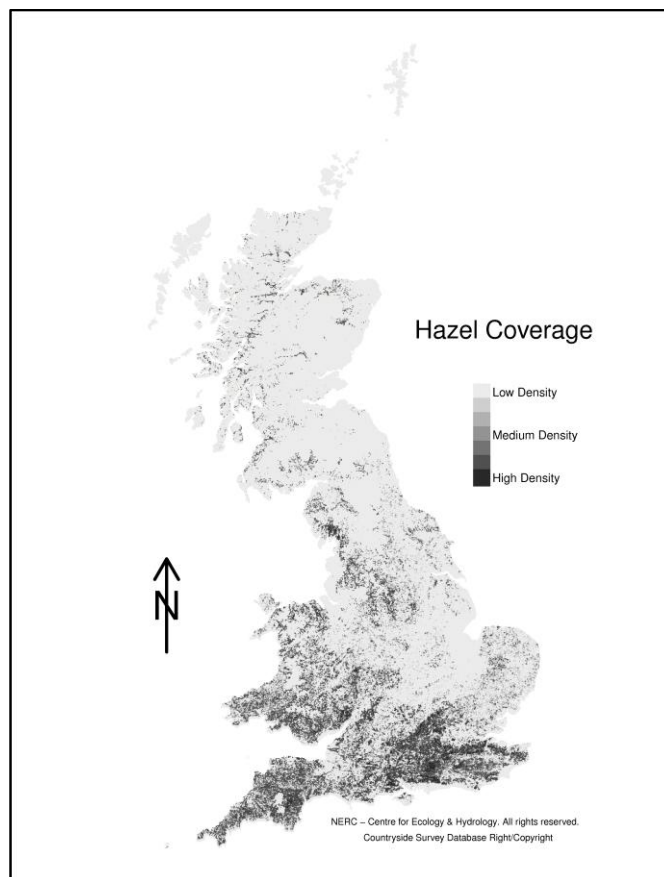 Hazel Coverage
Low Density
Medium Density
High Density
N
NERC – Centre for Ecology & Hydrology. All rights reserved.
Countryside Survey Database Right/Copyright